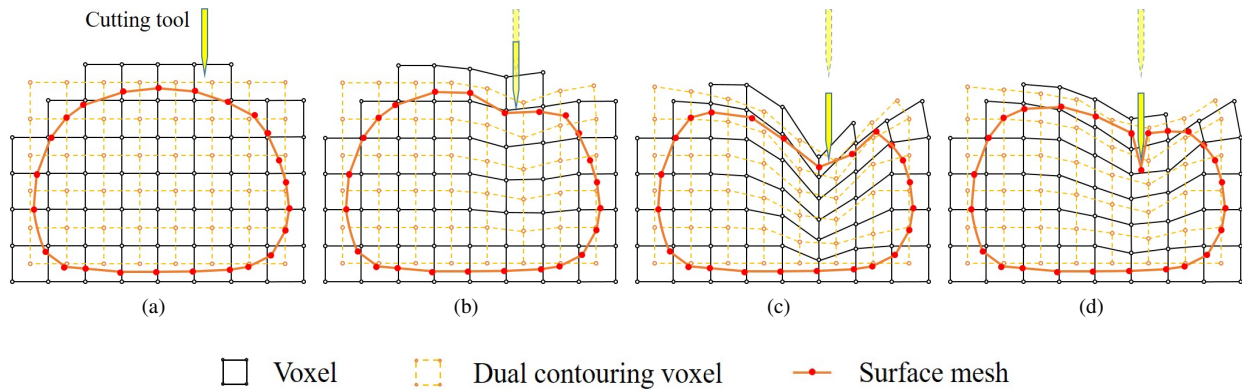 Cutting tool
(a) (b) (c) (d)
Voxel Dual contouring voxel Surface mesh